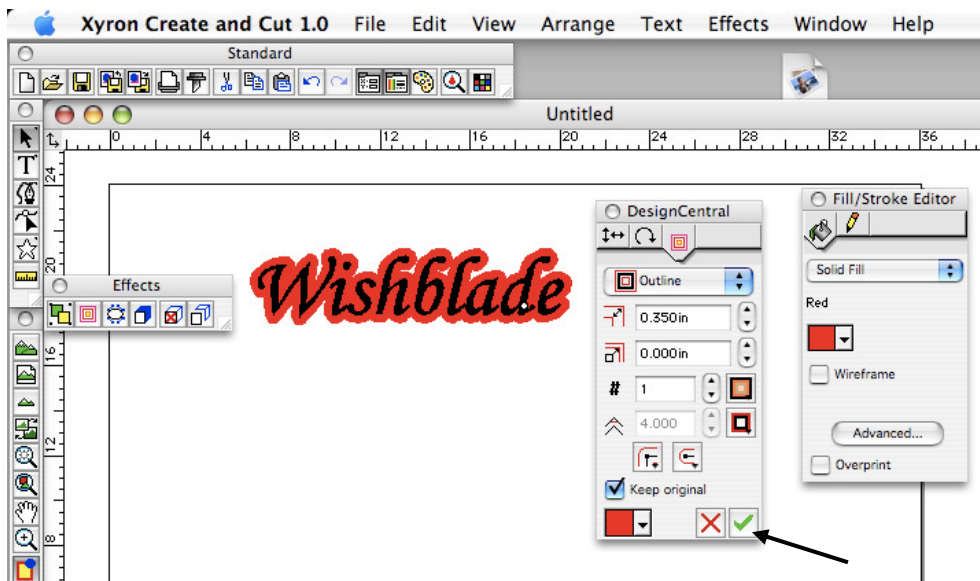 Xyron Create and Cut 1.0 File Edit View Arrange Text Effects Window Help
Standard
Untitled
0 4 8 12 16 20 24 28 32 36
24
20
16
12
8
T
Effects
Wishblade
DesignCentral
Outline
0.350in
0.000in
# 1
4.000
Keep original
Fill/Stroke Editor
Solid Fill
Red
Wireframe
Advanced...
Overprint